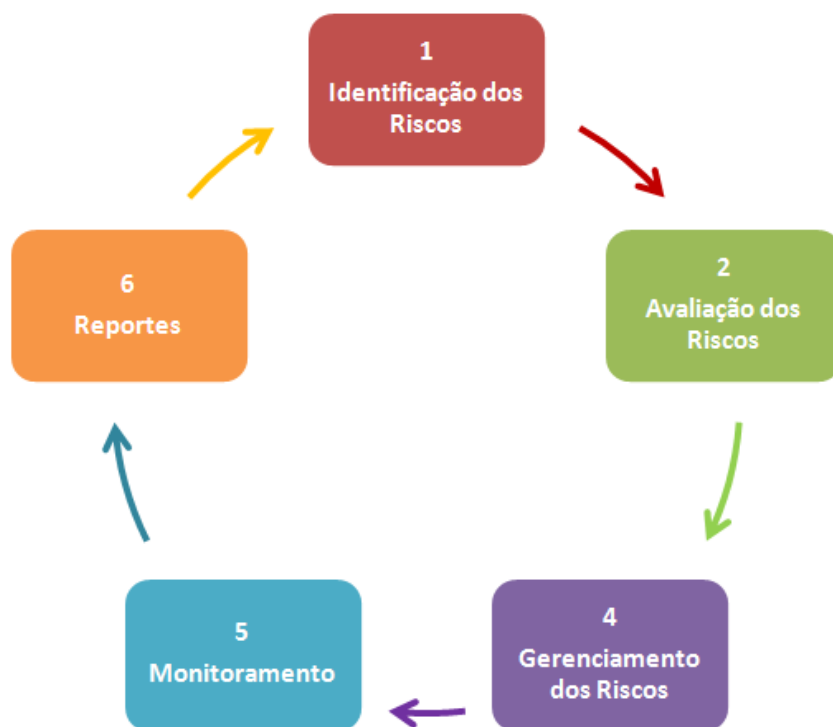 1
Identificação dos
Riscos
2
Avaliação dos
Riscos
4
Gerenciamento
dos Riscos
5
Monitoramento
6
Reportes